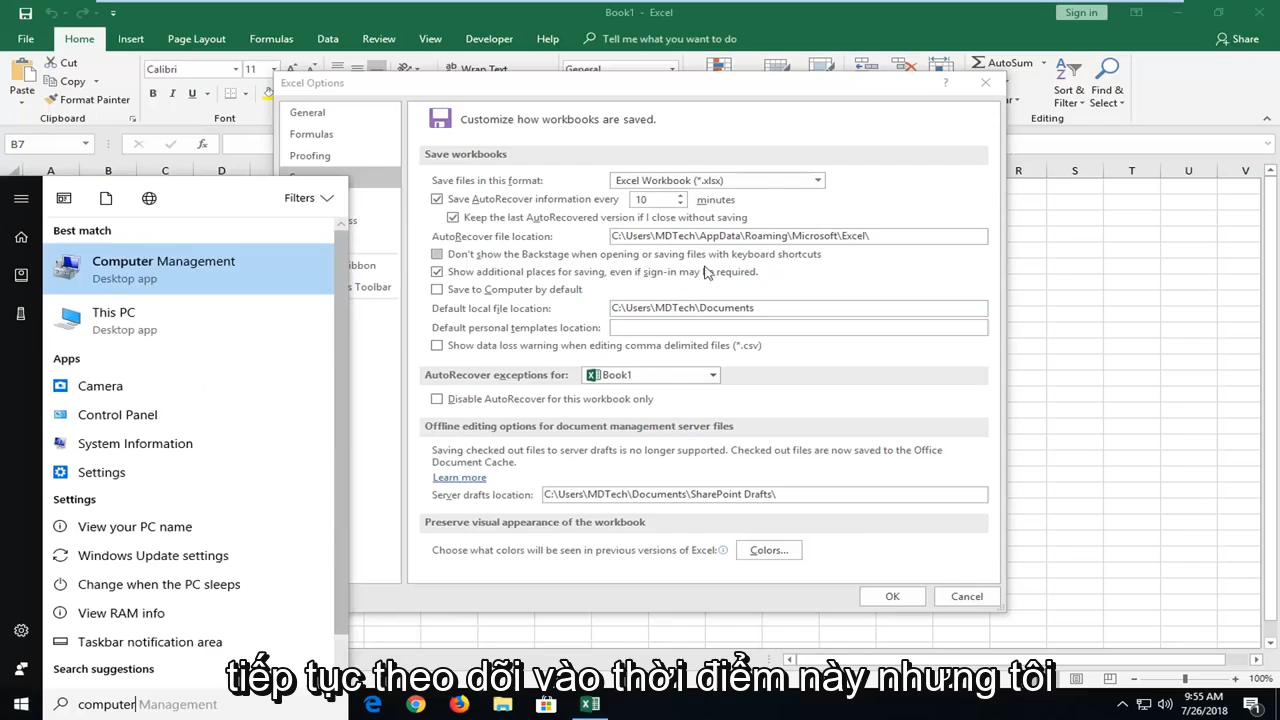 Book1 - Excel
Sign in
File Home Insert Page Layout Formulas Data Review View Developer Help Tell me what you want to do Share
Cut
Copy
Format Painter
Paste
Clipboard
Calibri 11
B I U
Font
Wrap Text
General
AutoSum
Sort & Filter
Find & Select
Editing
B7
A B C D R S T U V
Excel Options
General
Formulas
Proofing
Customize how workbooks are saved.
Save workbooks
Save files in this format: Excel Workbook (*.xlsx)
Save AutoRecover information every 10 minutes
Keep the last AutoRecovered version if I close without saving
AutoRecover file location: C:\Users\MDTech\AppData\Roaming\Microsoft\Excel\
Don't show the Backstage when opening or saving files with keyboard shortcuts
Show additional places for saving, even if sign-in may be required.
Save to Computer by default
Default local file location: C:\Users\MDTech\Documents
Default personal templates location:
Show data loss warning when editing comma delimited files (*.csv)
AutoRecover exceptions for: Book1
Disable AutoRecover for this workbook only
Offline editing options for document management server files
Saving checked out files to server drafts is no longer supported. Checked out files are now saved to the Office
Document Cache.
Learn more
Server drafts location: C:\Users\MDTech\Documents\SharePoint Drafts\
Preserve visual appearance of the workbook
Choose what colors will be seen in previous versions of Excel: Colors...
OK Cancel
Filters
Best match
Computer Management
Desktop app
This PC
Desktop app
Apps
Camera
Control Panel
System Information
Settings
Settings
View your PC name
Windows Update settings
Change when the PC sleeps
View RAM info
Taskbar notification area
Search suggestions
computer Management
tiếp tục theo dõi vào thời điểm này nhưng tôi
100%
9:55 AM
7/26/2018